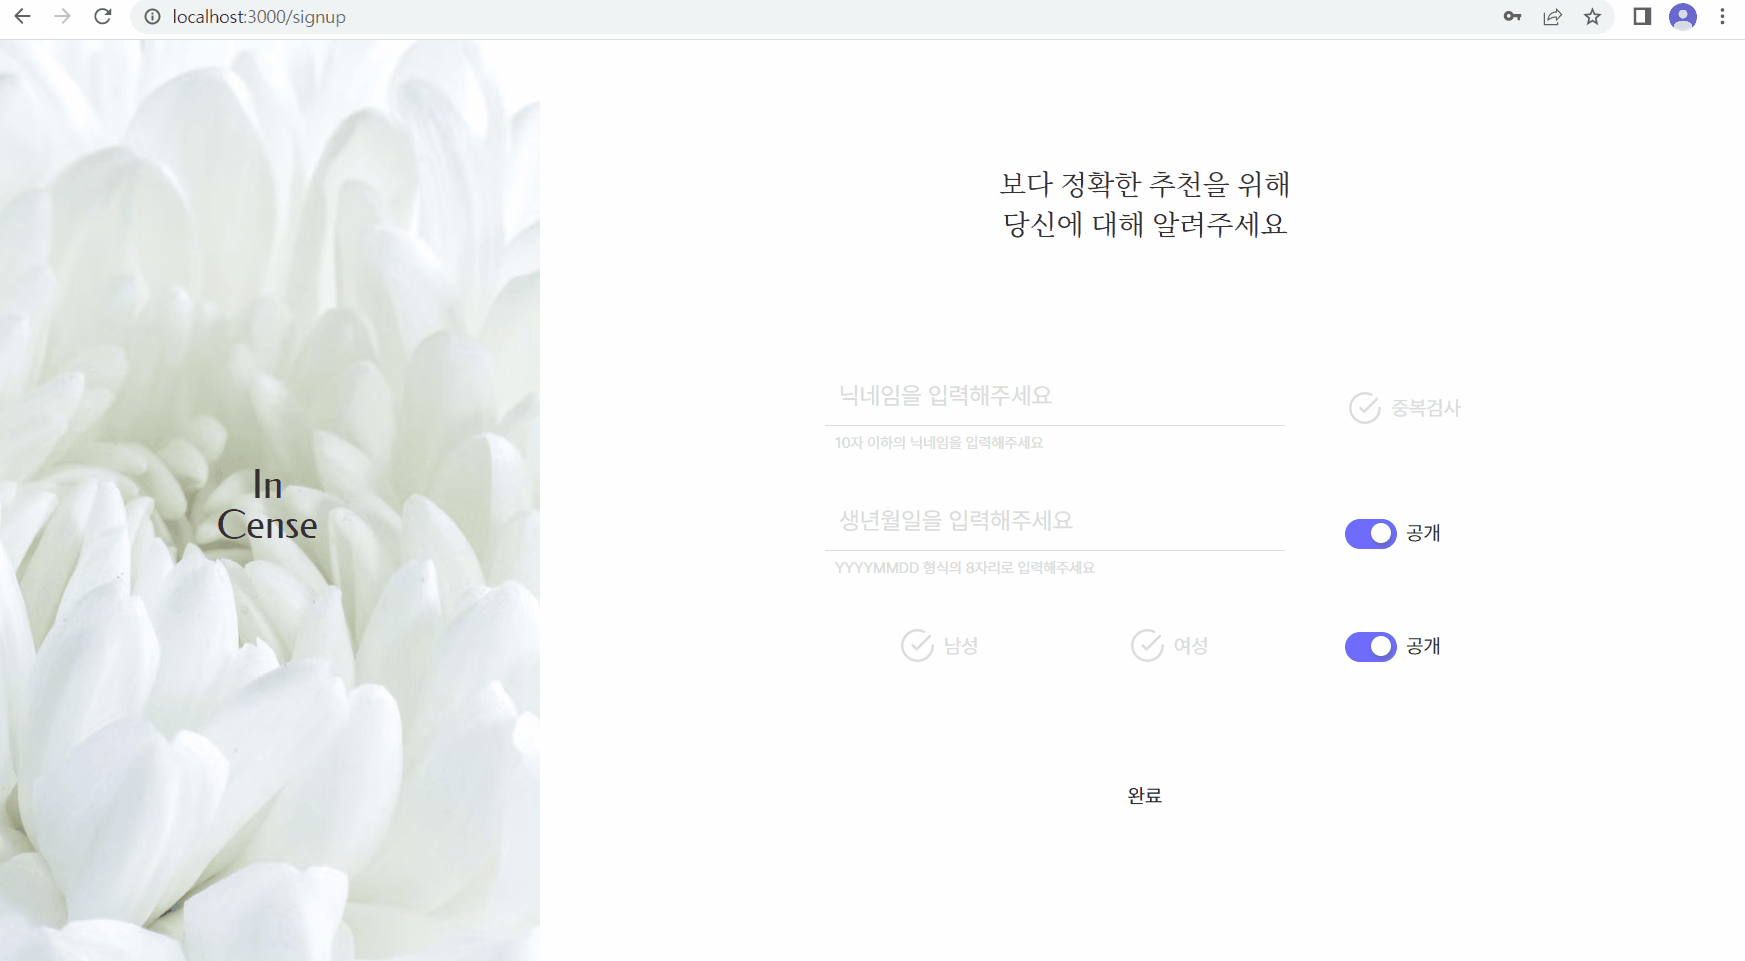 localhost:3000/signup
In
Cense
보다 정확한 추천을 위해
당신에 대해 알려주세요
닉네임을 입력해주세요
중복검사
10자 이하의 닉네임을 입력해주세요
생년월일을 입력해주세요
공개
YYYYMMDD 형식의 8자리로 입력해주세요
남성
여성
공개
완료